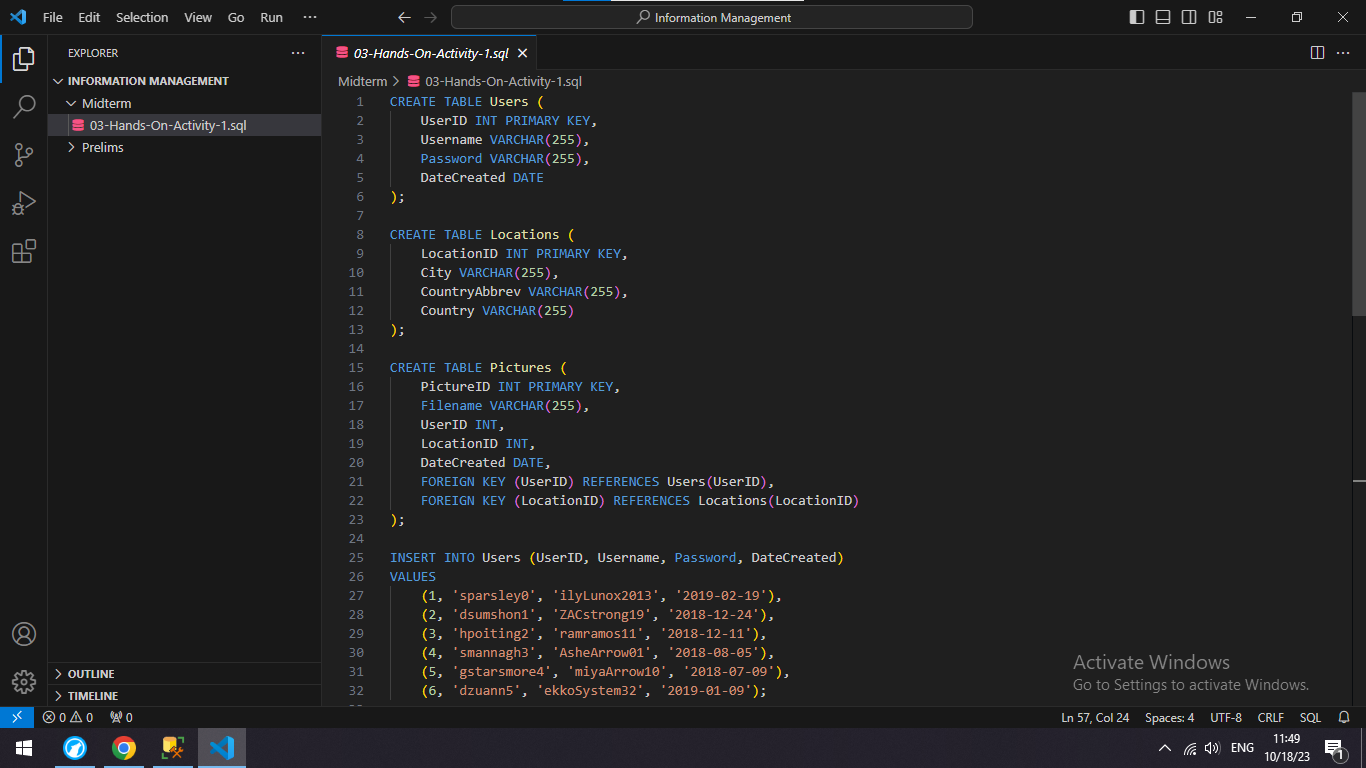 File Edit Selection View Go Run ··· Information Management
EXPLORER ···
INFORMATION MANAGEMENT
Midterm
03-Hands-On-Activity-1.sql
Prelims
OUTLINE
TIMELINE
03-Hands-On-Activity-1.sql
Midterm > 03-Hands-On-Activity-1.sql
1 CREATE TABLE Users (
2 UserID INT PRIMARY KEY,
3 Username VARCHAR(255),
4 Password VARCHAR(255),
5 DateCreated DATE
6 );
7
8 CREATE TABLE Locations (
9 LocationID INT PRIMARY KEY,
10 City VARCHAR(255),
11 CountryAbbrev VARCHAR(255),
12 Country VARCHAR(255)
13 );
14
15 CREATE TABLE Pictures (
16 PictureID INT PRIMARY KEY,
17 Filename VARCHAR(255),
18 UserID INT,
19 LocationID INT,
20 DateCreated DATE,
21 FOREIGN KEY (UserID) REFERENCES Users(UserID),
22 FOREIGN KEY (LocationID) REFERENCES Locations(LocationID)
23 );
24
25 INSERT INTO Users (UserID, Username, Password, DateCreated)
26 VALUES
27 (1, 'sparsley0', 'ilyLunox2013', '2019-02-19'),
28 (2, 'dsumshon1', 'ZACstrong19', '2018-12-24'),
29 (3, 'hpoiting2', 'ramramos11', '2018-12-11'),
30 (4, 'smannagh3', 'AsheArrow01', '2018-08-05'),
31 (5, 'gstarsmore4', 'miyaArrow10', '2018-07-09'),
32 (6, 'dzuann5', 'ekkoSystem32', '2019-01-09');
Activate Windows
Go to Settings to activate Windows.
0 0 0 Ln 57, Col 24 Spaces: 4 UTF-8 CRLF SQL
ENG 11:49
10/18/23 1